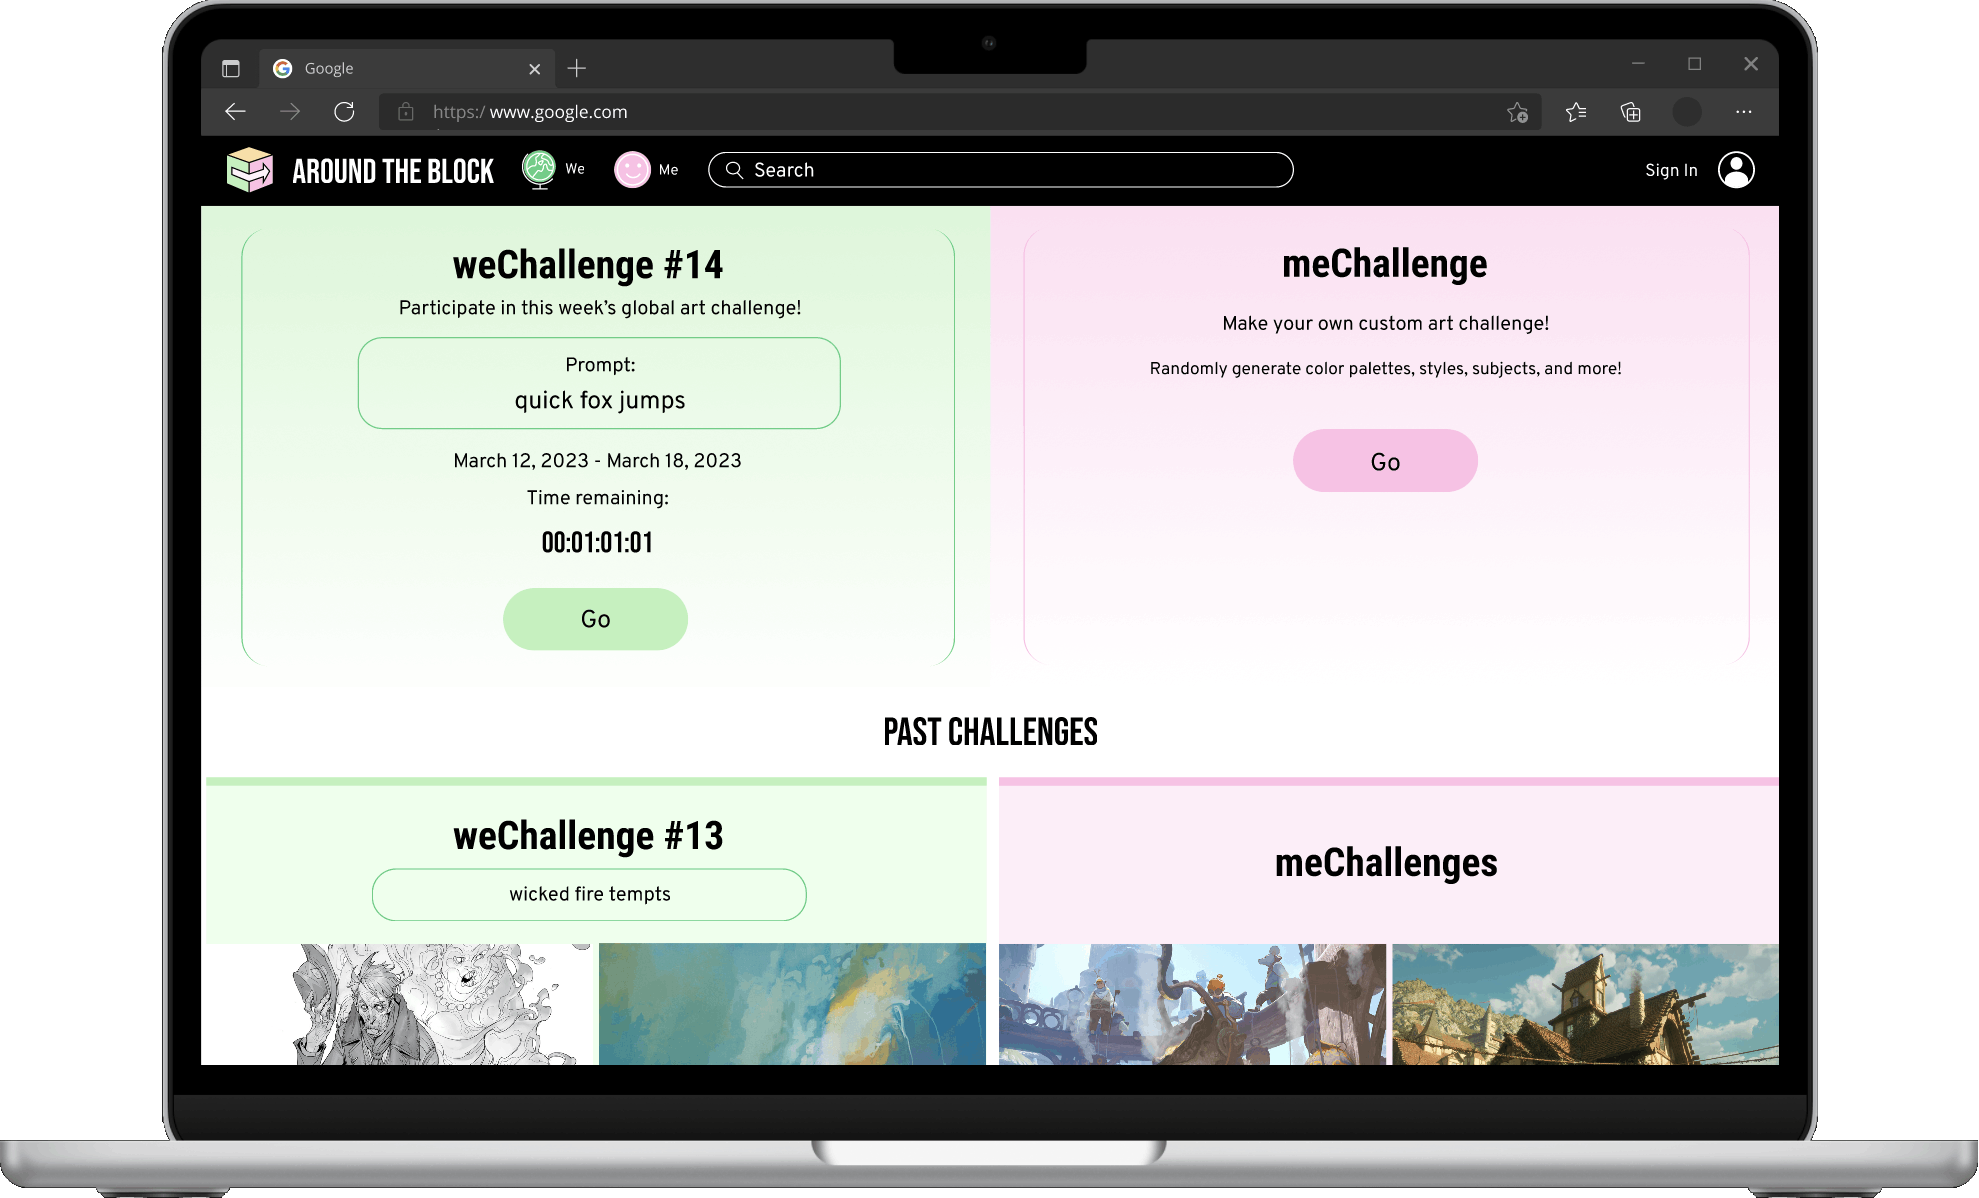 Google
https:/ www.google.com
AROUND THE BLOCK
We
Me
Search
Sign In
weChallenge #14
Participate in this week’s global art challenge!
Prompt:
quick fox jumps
March 12, 2023 - March 18, 2023
Time remaining:
00:01:01:01
Go
meChallenge
Make your own custom art challenge!
Randomly generate color palettes, styles, subjects, and more!
Go
PAST CHALLENGES
weChallenge #13
wicked fire tempts
meChallenges